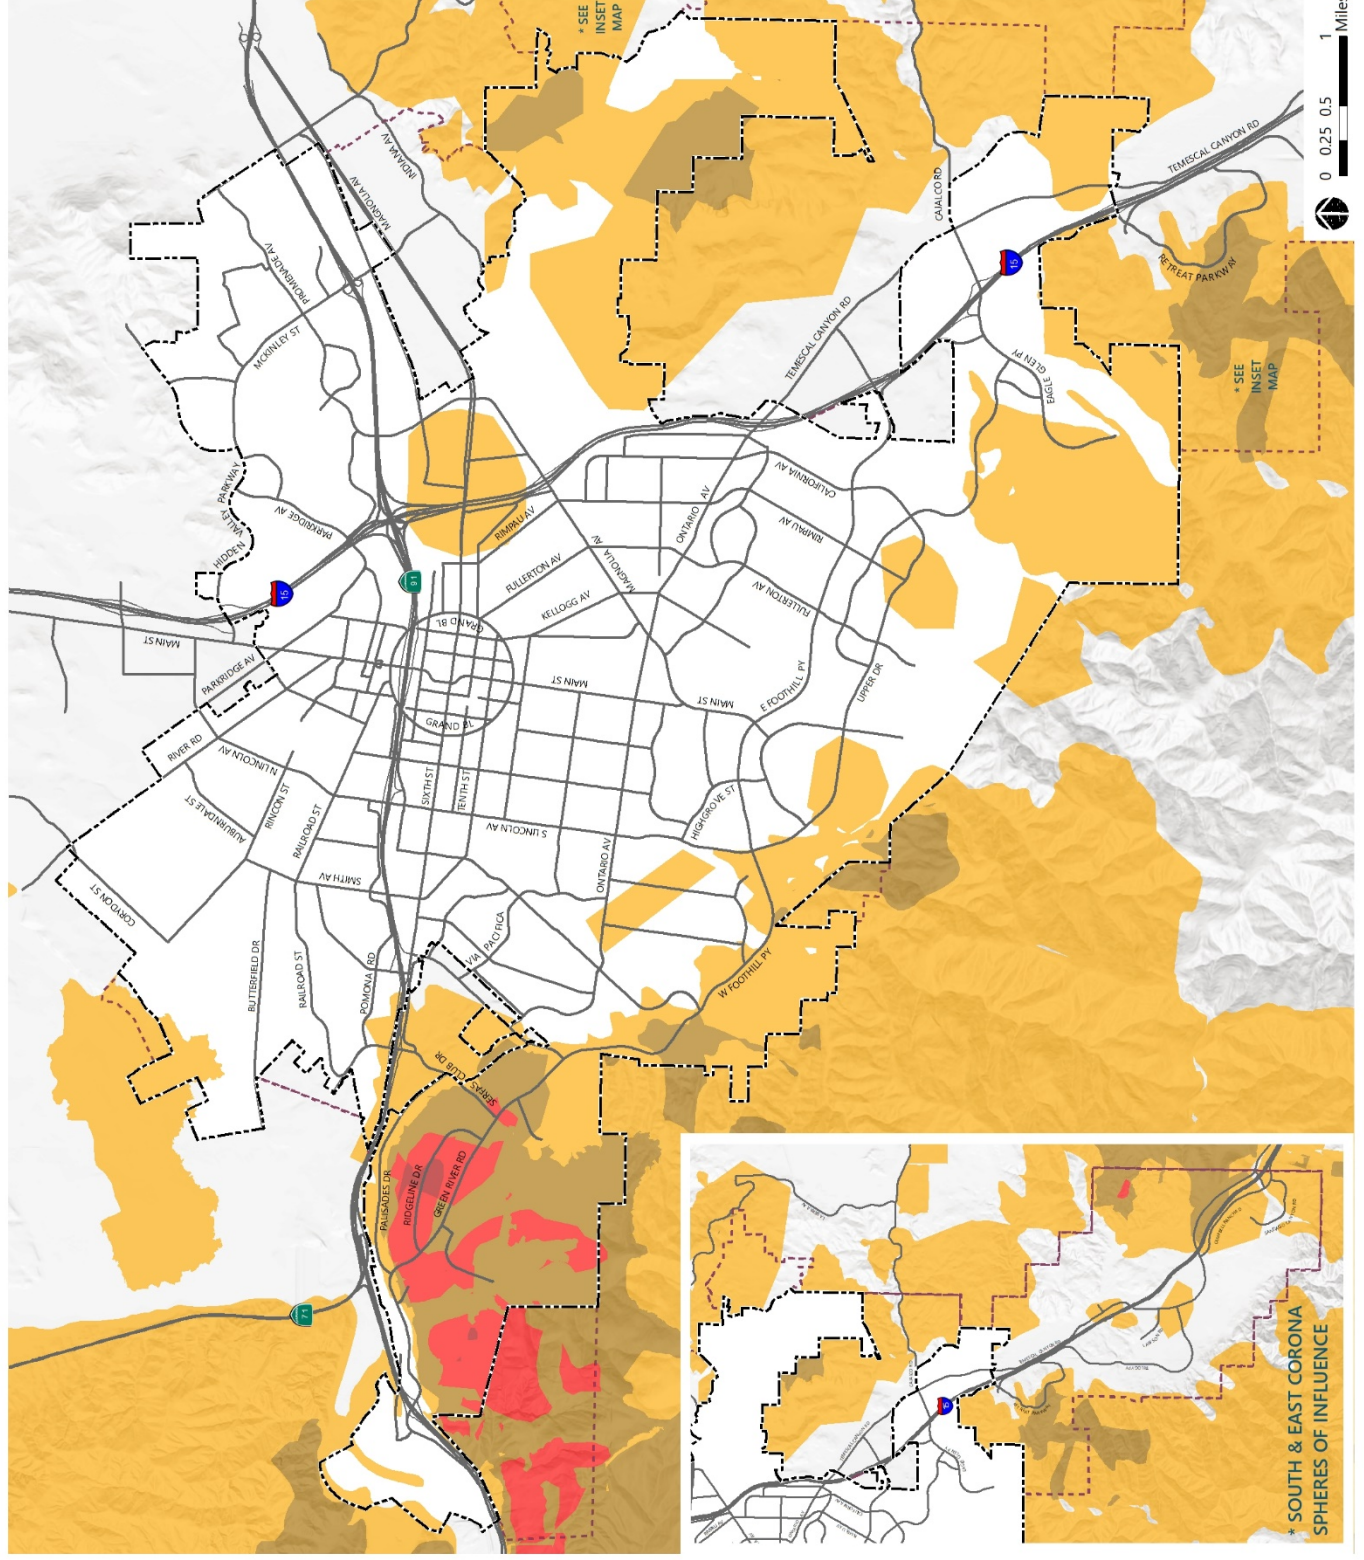 * SEE
INSET
MAP
0 0.25 0.5 1
Miles
INDIANA AV
MAGNOLIA AV
PROMENADE AV
MCKINLEY ST
CAJALCO RD
TEMESCAL CANYON RD
RETREAT PARKWAY
15
TEMESCAL CANYON RD
EAGLE GLEN PY
* SEE
INSET
MAP
HIDDEN VALLEY PARKWAY
PARKRIDGE AV
15
91
RIMPAU AV
FULLERTON AV
KELLOGG AV
MAGNOLIA AV
ONTARIO AV
CALIFORNIA AV
RIMPAU AV
FULLERTON AV
MAIN ST
PARKRIDGE AV
GRAND BL
GRAND BL
MAIN ST
MAIN ST
E FOOTHILL PY
UPPER DR
RIVER RD
N LINCOLN AV
AUBURNDALE ST
RINCON ST
RAILROAD ST
SIXTH ST
TENTH ST
S LINCOLN AV
HIGHGROVE ST
ONTARIO AV
SMITH AV
CORYDON ST
BUTTERFIELD DR
RAILROAD ST
POMONA RD
VIA PACIFICA
W FOOTHILL PY
SERFAS CLUB DR
PALISADES DR
RIDGELINE DR
GREEN RIVER RD
71
15
* SOUTH & EAST CORONA
SPHERES OF INFLUENCE